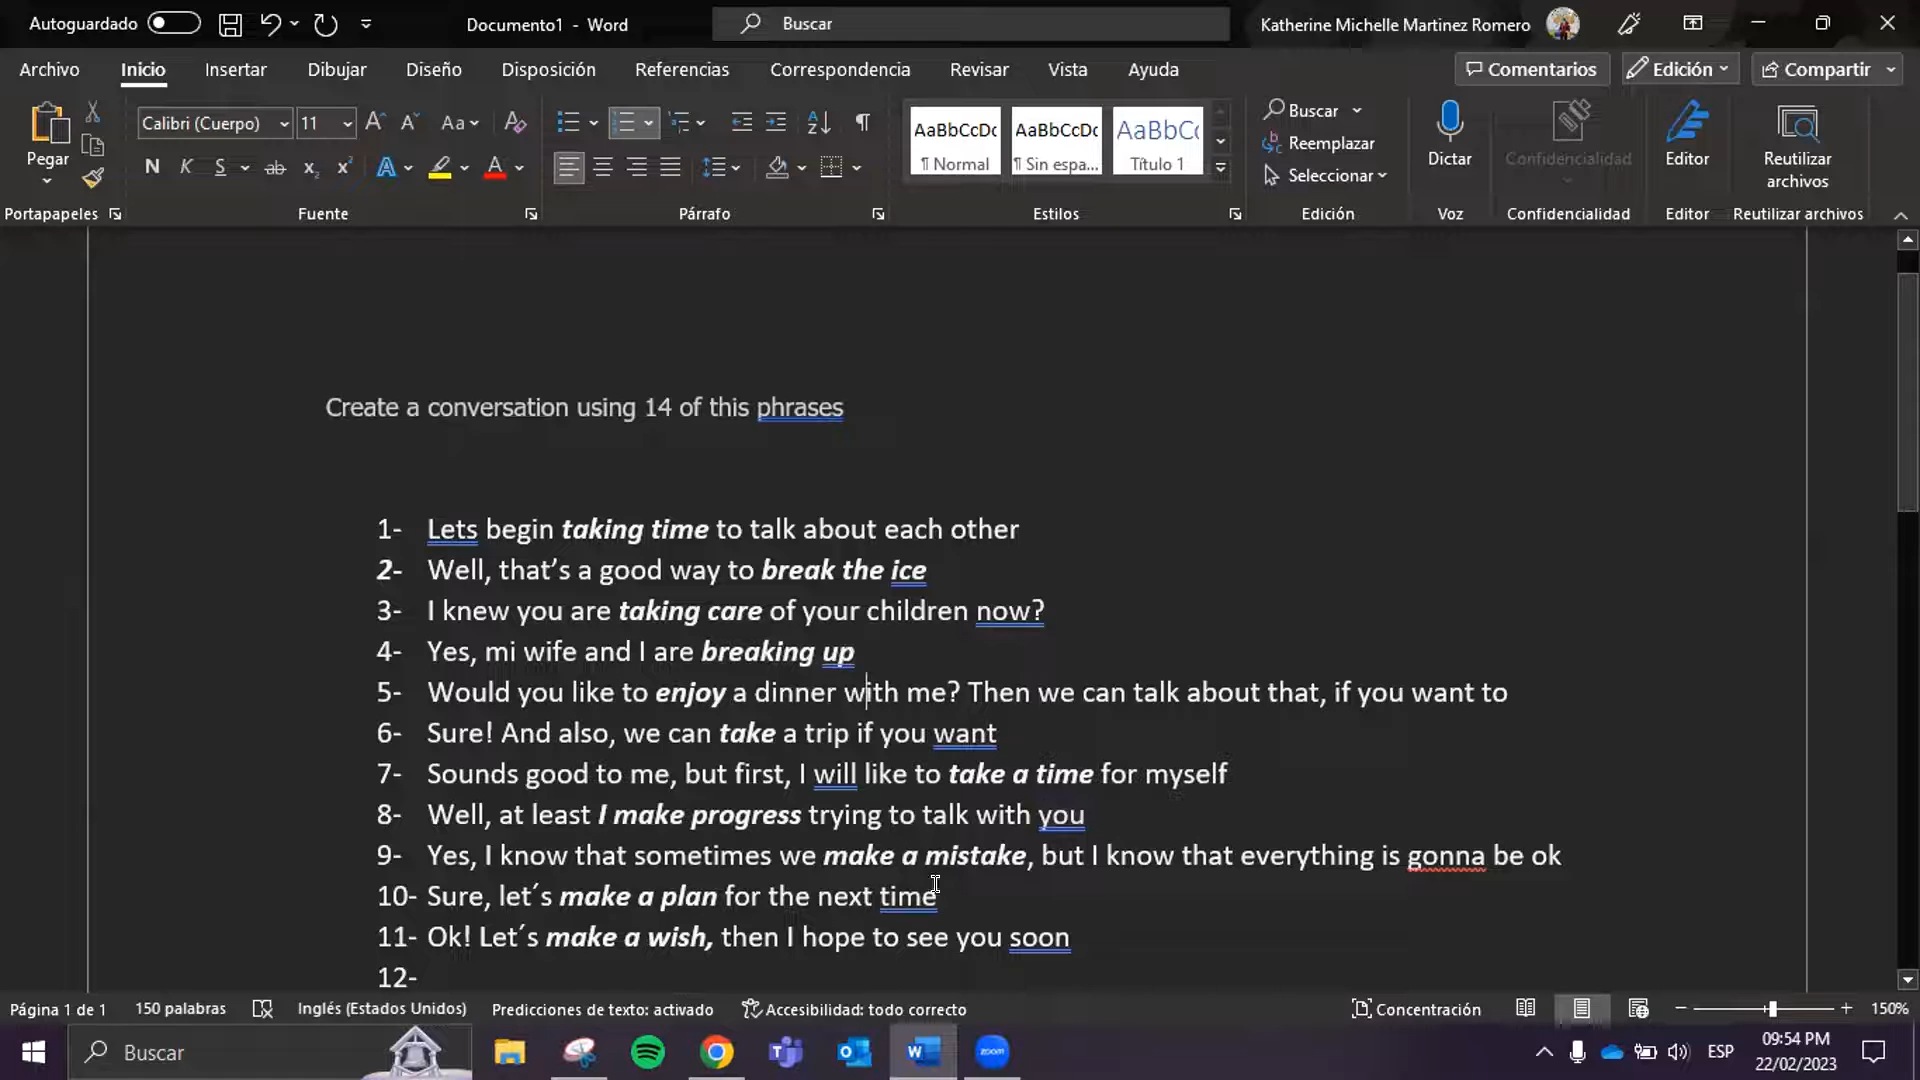 Autoguardado
Documento1 - Word
Buscar
Katherine Michelle Martinez Romero
Archivo Inicio Insertar Dibujar Diseño Disposición Referencias Correspondencia Revisar Vista Ayuda
Comentarios Edición Compartir
Pegar
Calibri (Cuerpo) 11
Aa
N K S ab x₂ x² A A
AaBbCcDc AaBbCcDc AaBbC
¶ Normal ¶ Sin espa... Título 1
Buscar
Reemplazar
Seleccionar
Dictar
Confidencialidad
Editor
Reutilizar
archivos
Portapapeles Fuente Párrafo Estilos Edición Voz Confidencialidad Editor Reutilizar archivos
Create a conversation using 14 of this phrases
1- Lets begin taking time to talk about each other
2- Well, that’s a good way to break the ice
3- I knew you are taking care of your children now?
4- Yes, mi wife and I are breaking up
5- Would you like to enjoy a dinner with me? Then we can talk about that, if you want to
6- Sure! And also, we can take a trip if you want
7- Sounds good to me, but first, I will like to take a time for myself
8- Well, at least I make progress trying to talk with you
9- Yes, I know that sometimes we make a mistake, but I know that everything is gonna be ok
10- Sure, let´s make a plan for the next time
11- Ok! Let´s make a wish, then I hope to see you soon
12-
Página 1 de 1 150 palabras Inglés (Estados Unidos) Predicciones de texto: activado Accesibilidad: todo correcto Concentración 150%
Buscar
zoom
ESP
09:54 PM
22/02/2023